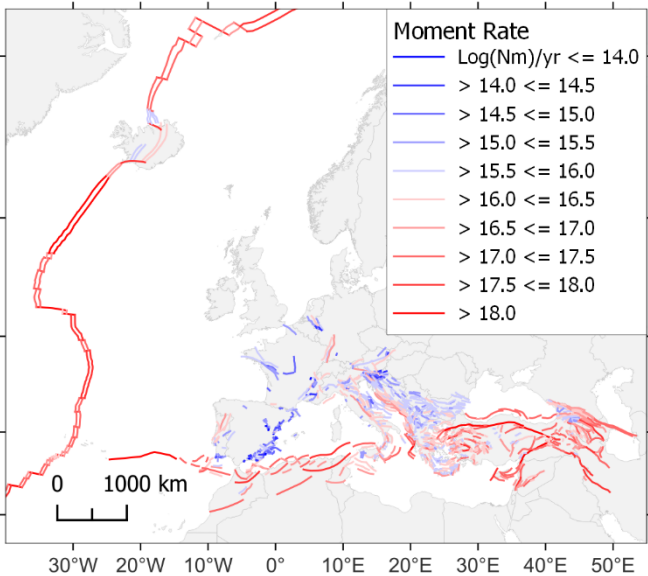 Moment Rate
Log(Nm)/yr <= 14.0
> 14.0 <= 14.5
> 14.5 <= 15.0
> 15.0 <= 15.5
> 15.5 <= 16.0
> 16.0 <= 16.5
> 16.5 <= 17.0
> 17.0 <= 17.5
> 17.5 <= 18.0
> 18.0
0 1000 km
30°W 20°W 10°W 0° 10°E 20°E 30°E 40°E 50°E